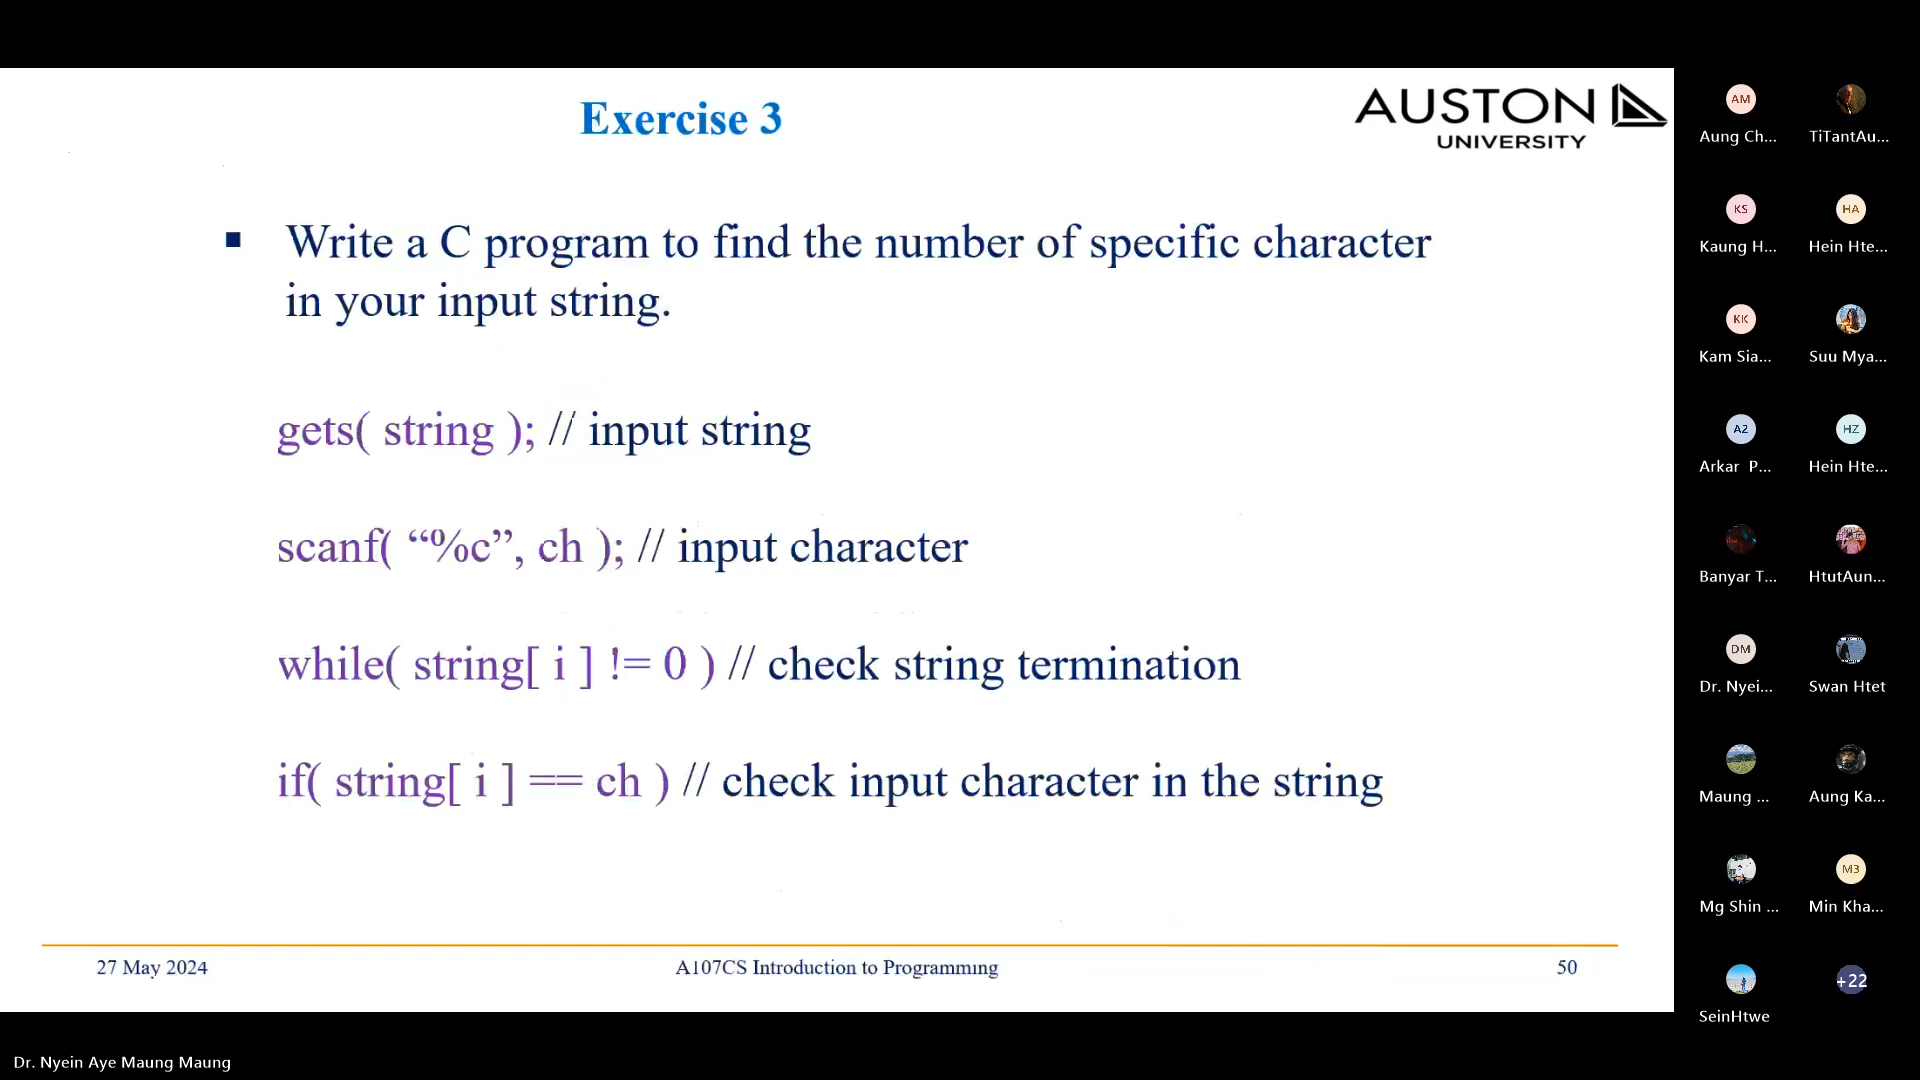 Exercise 3
AUSTON
UNIVERSITY
▪ Write a C program to find the number of specific character
in your input string.
gets( string ); // input string
scanf( “%c”, ch ); // input character
while( string[ i ] != 0 ) // check string termination
if( string[ i ] == ch ) // check input character in the string
27 May 2024
A107CS Introduction to Programming
50
AM
Aung Ch...
TiTantAu...
KS
Kaung H...
HA
Hein Hte...
KK
Kam Sia...
Suu Mya...
A2
Arkar P...
HZ
Hein Hte...
Banyar T...
HtutAun...
DM
Dr. Nyei...
Swan Htet
Maung ...
Aung Ka...
Mg Shin ...
M3
Min Kha...
SeinHtwe
+22
Dr. Nyein Aye Maung Maung